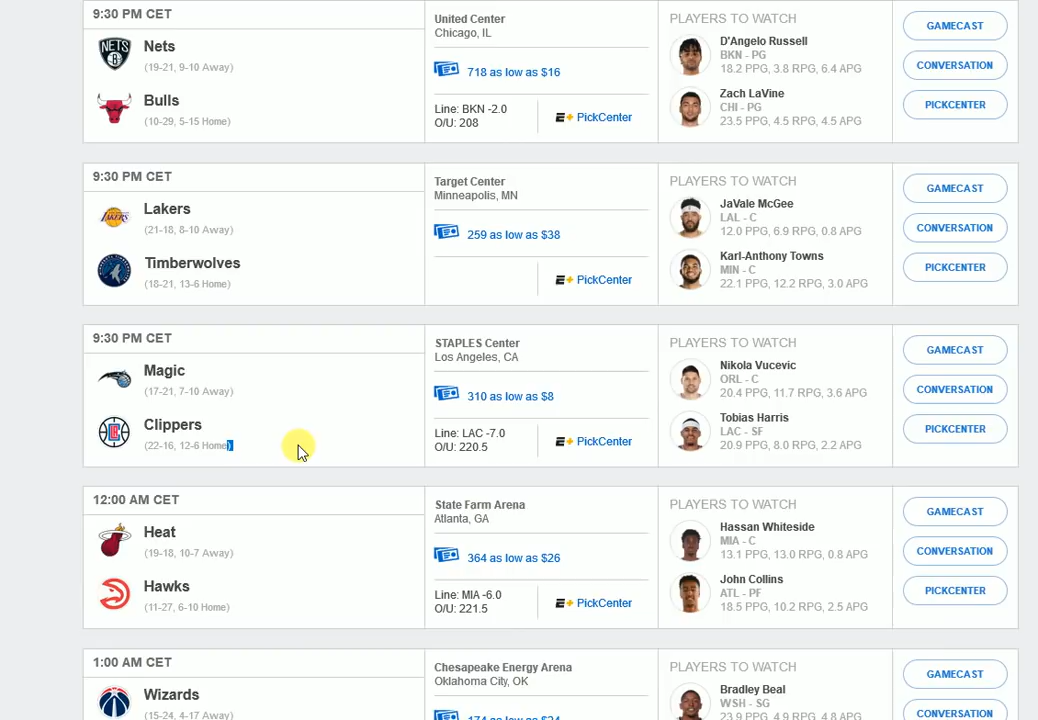 9:30 PM CET
Nets
(19-21, 9-10 Away)
Bulls
(10-29, 5-15 Home)
United Center
Chicago, IL
718 as low as $16
Line: BKN -2.0
O/U: 208
E+ PickCenter
PLAYERS TO WATCH
D'Angelo Russell
BKN - PG
18.2 PPG, 3.8 RPG, 6.4 APG
Zach LaVine
CHI - PG
23.5 PPG, 4.5 RPG, 4.5 APG
GAMECAST
CONVERSATION
PICKCENTER
9:30 PM CET
Lakers
(21-18, 8-10 Away)
Timberwolves
(18-21, 13-6 Home)
Target Center
Minneapolis, MN
259 as low as $38
E+ PickCenter
PLAYERS TO WATCH
JaVale McGee
LAL - C
12.0 PPG, 6.9 RPG, 0.8 APG
Karl-Anthony Towns
MIN - C
22.1 PPG, 12.2 RPG, 3.0 APG
GAMECAST
CONVERSATION
PICKCENTER
9:30 PM CET
Magic
(17-21, 7-10 Away)
Clippers
(22-16, 12-6 Home)
STAPLES Center
Los Angeles, CA
310 as low as $8
Line: LAC -7.0
O/U: 220.5
E+ PickCenter
PLAYERS TO WATCH
Nikola Vucevic
ORL - C
20.4 PPG, 11.7 RPG, 3.6 APG
Tobias Harris
LAC - SF
20.9 PPG, 8.0 RPG, 2.2 APG
GAMECAST
CONVERSATION
PICKCENTER
12:00 AM CET
Heat
(19-18, 10-7 Away)
Hawks
(11-27, 6-10 Home)
State Farm Arena
Atlanta, GA
364 as low as $26
Line: MIA -6.0
O/U: 221.5
E+ PickCenter
PLAYERS TO WATCH
Hassan Whiteside
MIA - C
13.1 PPG, 13.0 RPG, 0.8 APG
John Collins
ATL - PF
18.5 PPG, 10.2 RPG, 2.5 APG
GAMECAST
CONVERSATION
PICKCENTER
1:00 AM CET
Wizards
(15-24, 4-17 Away)
Chesapeake Energy Arena
Oklahoma City, OK
174 as low as $24
PLAYERS TO WATCH
Bradley Beal
WSH - SG
23.9 PPG, 4.9 RPG, 4.8 APG
GAMECAST
CONVERSATION